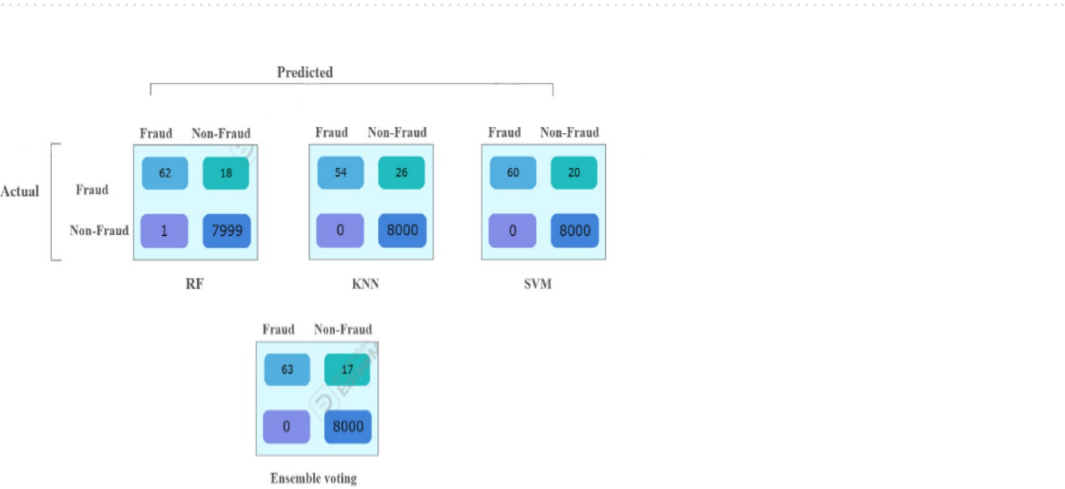 Predicted
Fraud Non-Fraud Fraud Non-Fraud Fraud Non-Fraud
62 18 54 26 60 20
Actual Fraud
Non-Fraud 1 7999 0 8000 0 8000
RF KNN SVM
Fraud Non-Fraud
63 17
0 8000
Ensemble voting